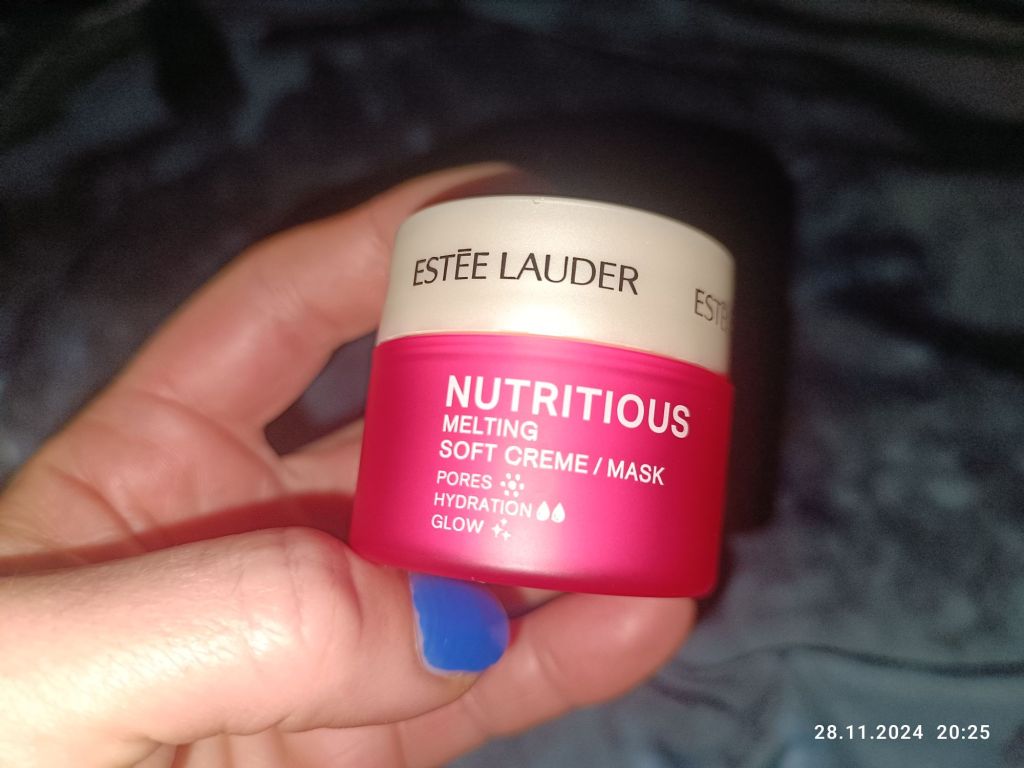 ESTĒE LAUDER
NUTRITIOUS
MELTING
SOFT CREME / MASK
PORES
HYDRATION
GLOW
28.11.2024 20:25